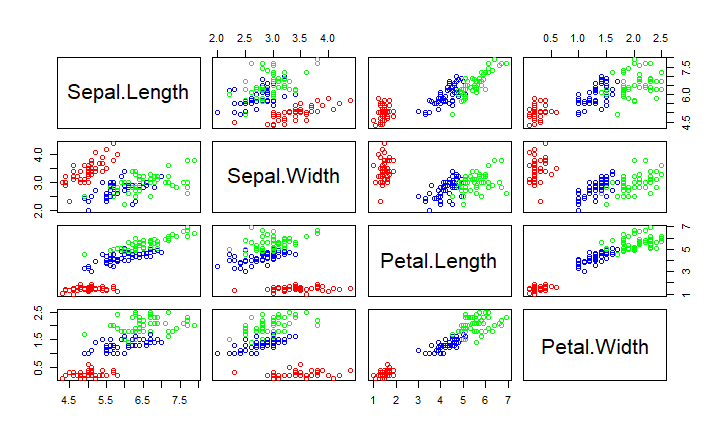 2.0 2.5 3.0 3.5 4.0 0.5 1.0 1.5 2.0 2.5
Sepal.Length
4.5 6.0 7.5
2.0 3.0 4.0
Sepal.Width
Petal.Length
1 3 5 7
0.5 1.5 2.5
Petal.Width
4.5 5.5 6.5 7.5 1 2 3 4 5 6 7